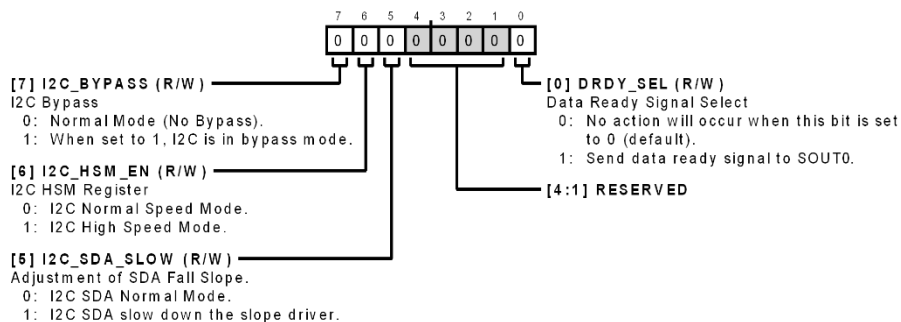 7 6 5 4 3 2 1 0
0 0 0 0 0 0 0 0
[7] I2C_BYPASS (R/W)
I2C Bypass
0: Normal Mode (No Bypass).
1: When set to 1, I2C is in bypass mode.
[6] I2C_HSM_EN (R/W)
I2C HSM Register
0: I2C Normal Speed Mode.
1: I2C High Speed Mode.
[5] I2C_SDA_SLOW (R/W)
Adjustment of SDA Fall Slope.
0: I2C SDA Normal Mode.
1: I2C SDA slow down the slope driver.
[0] DRDY_SEL (R/W)
Data Ready Signal Select
0: No action will occur when this bit is set
to 0 (default).
1: Send data ready signal to SOUT0.
[4:1] RESERVED